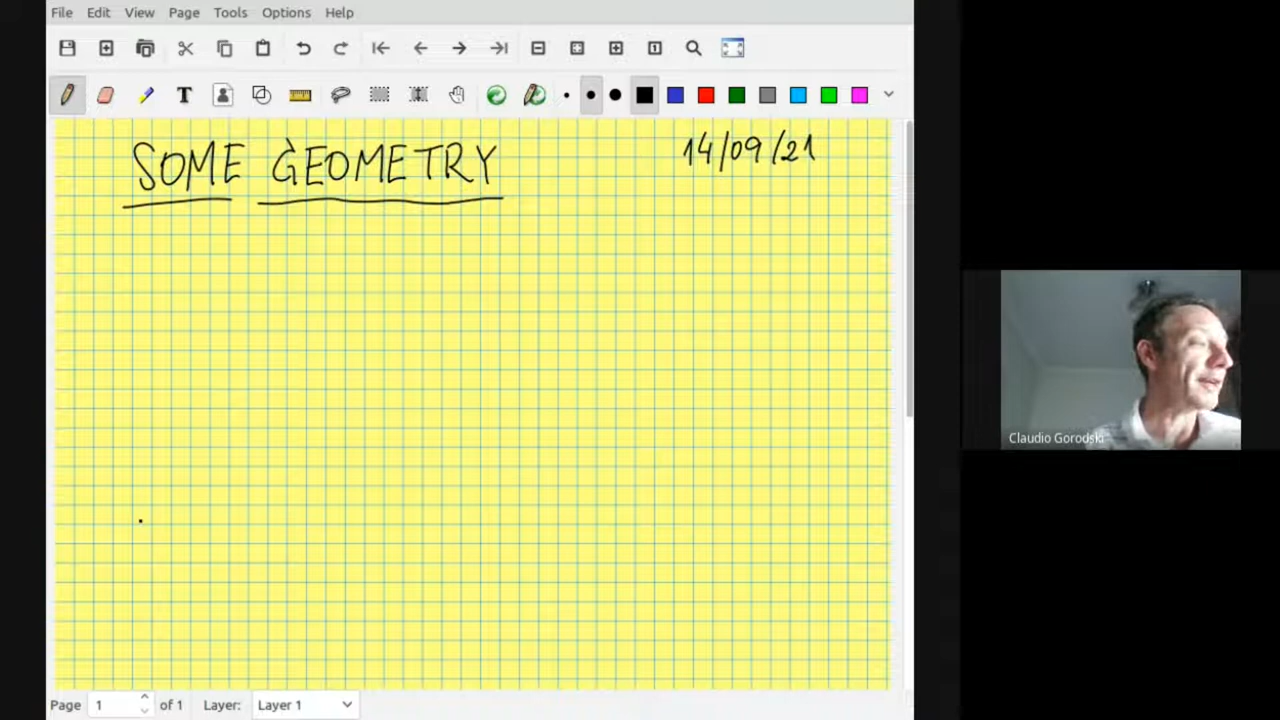 File Edit View Page Tools Options Help
T
SOME GEOMETRY 14/09/21
Claudio Gorodski
Page 1 of 1 Layer: Layer 1